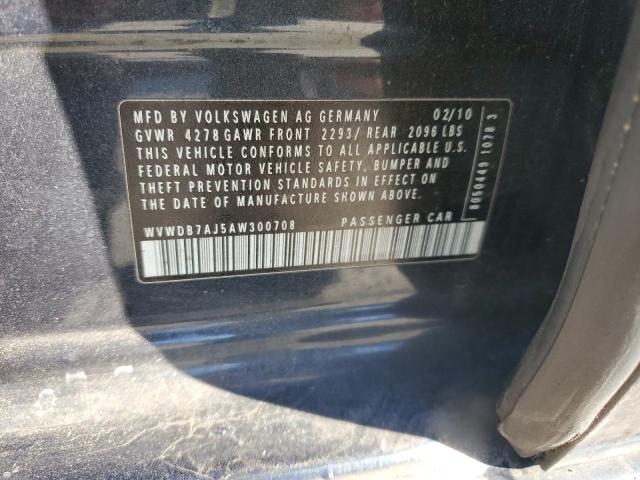 MFD BY VOLKSWAGEN AG GERMANY 02/10
GVWR 4278 GAWR FRONT 2293/ REAR 2096 LBS
THIS VEHICLE CONFORMS TO ALL APPLICABLE U.S.
FEDERAL MOTOR VEHICLE SAFETY, BUMPER AND
THEFT PREVENTION STANDARDS IN EFFECT ON
THE DATE OF MANUFACTURE SHOWN ABOVE.
WVWDB7AJ5AW300708 PASSENGER CAR
1078 3